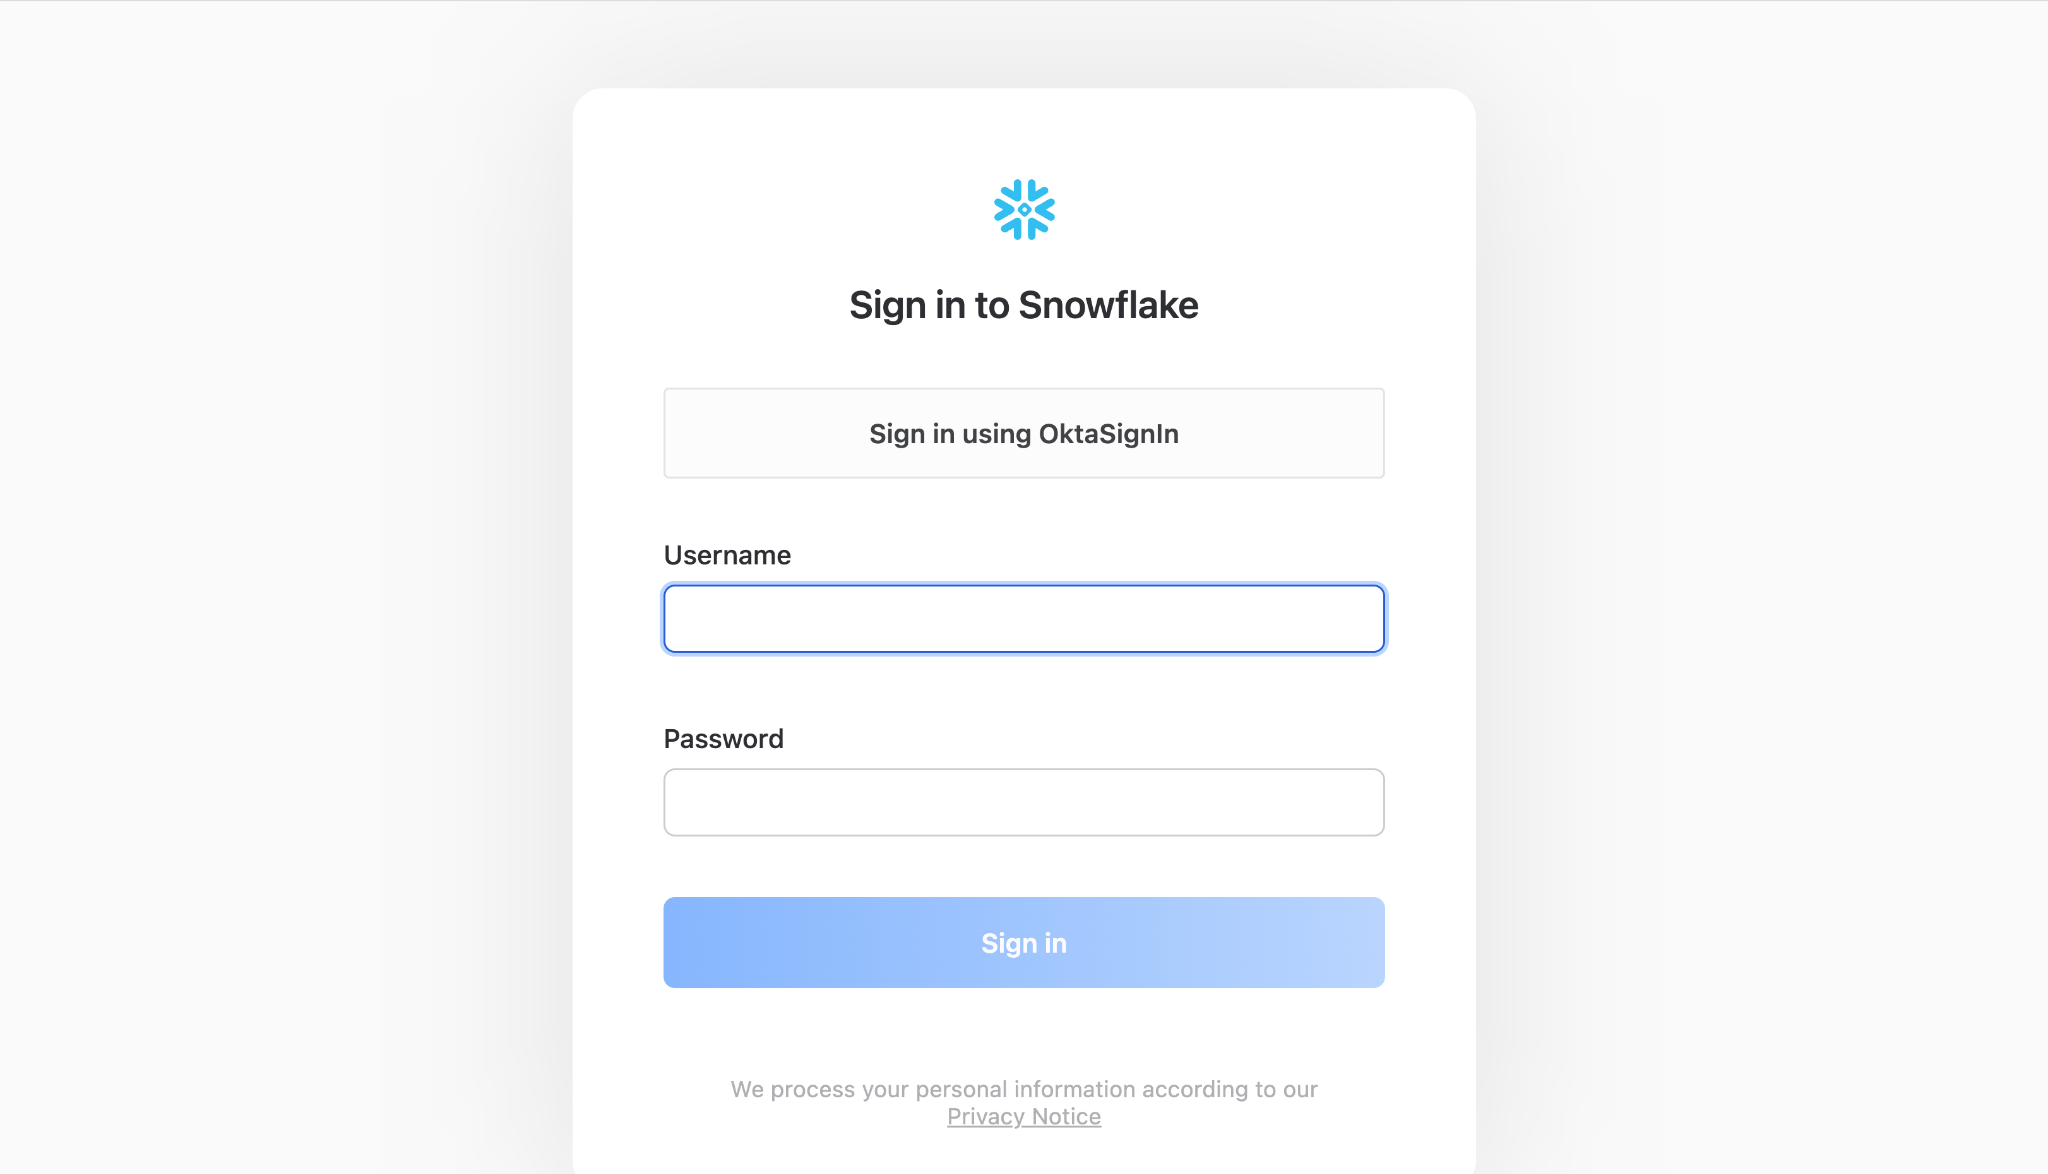 Sign in to Snowflake
Sign in using OktaSignIn
Username
Password
Sign in
We process your personal information according to our
Privacy Notice